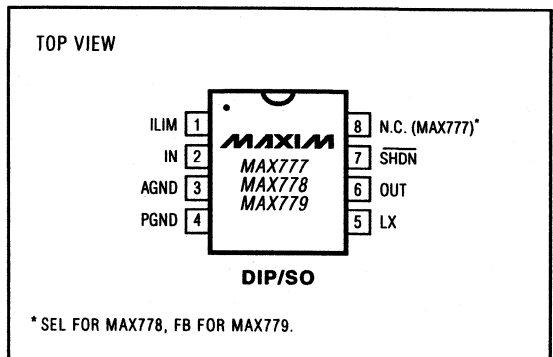 TOP VIEW
ILIM 1
IN 2
AGND 3
PGND 4
MAXIM
MAX777
MAX778
MAX779
8 N.C. (MAX777)*
7 SHDN
6 OUT
5 LX
DIP/SO
* SEL FOR MAX778, FB FOR MAX779.